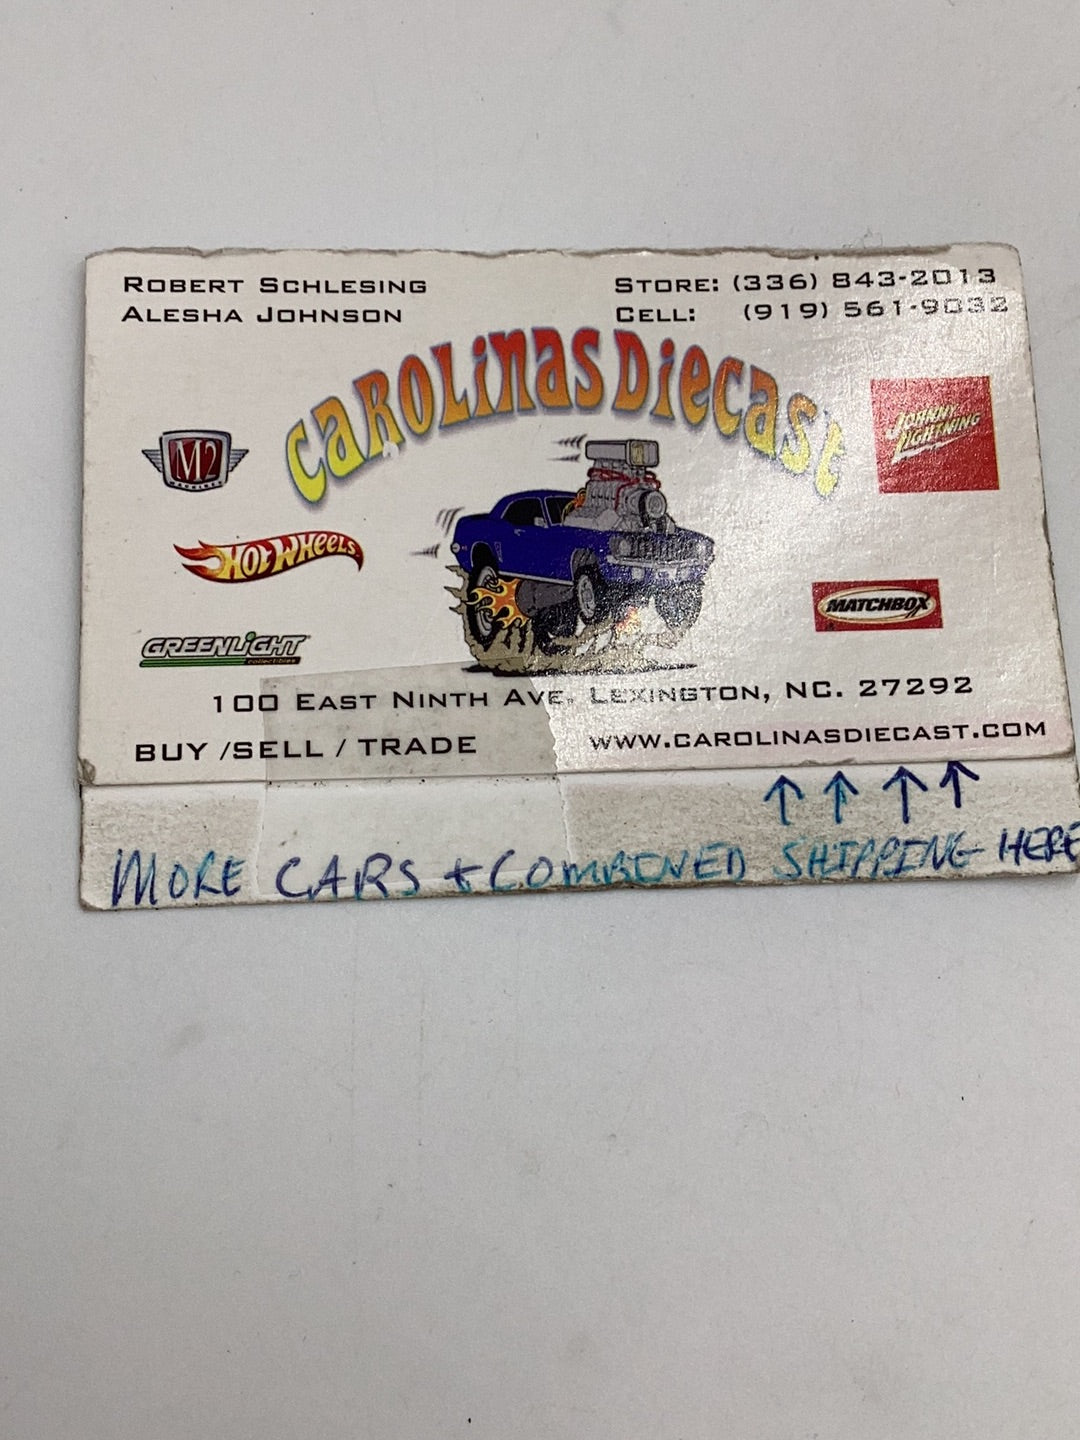 ROBERT SCHLESING
ALESHA JOHNSON
STORE: (336) 843-2013
CELL: (919) 561-9032
CAROLINAS DIECAST
M2
MACHINES
JOHNNY
LIGHTNING
HOT WHEELS
MATCHBOX
GREENLIGHT
collectibles
100 EAST NINTH AVE. LEXINGTON, NC. 27292
BUY /SELL / TRADE
WWW.CAROLINASDIECAST.COM
↑ ↑ ↑ ↑
MORE CARS + COMBINED SHIPPING HERE